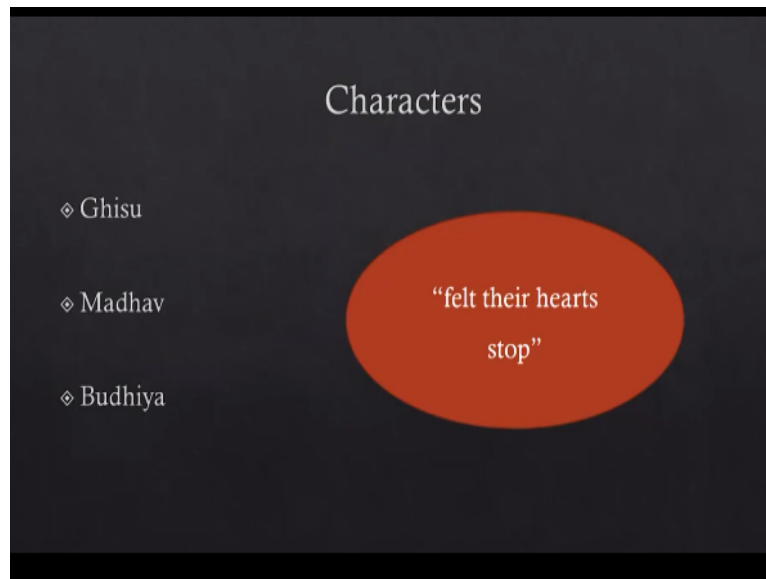 Characters
Ghisu
Madhav
Budhiya
“felt their hearts
stop”